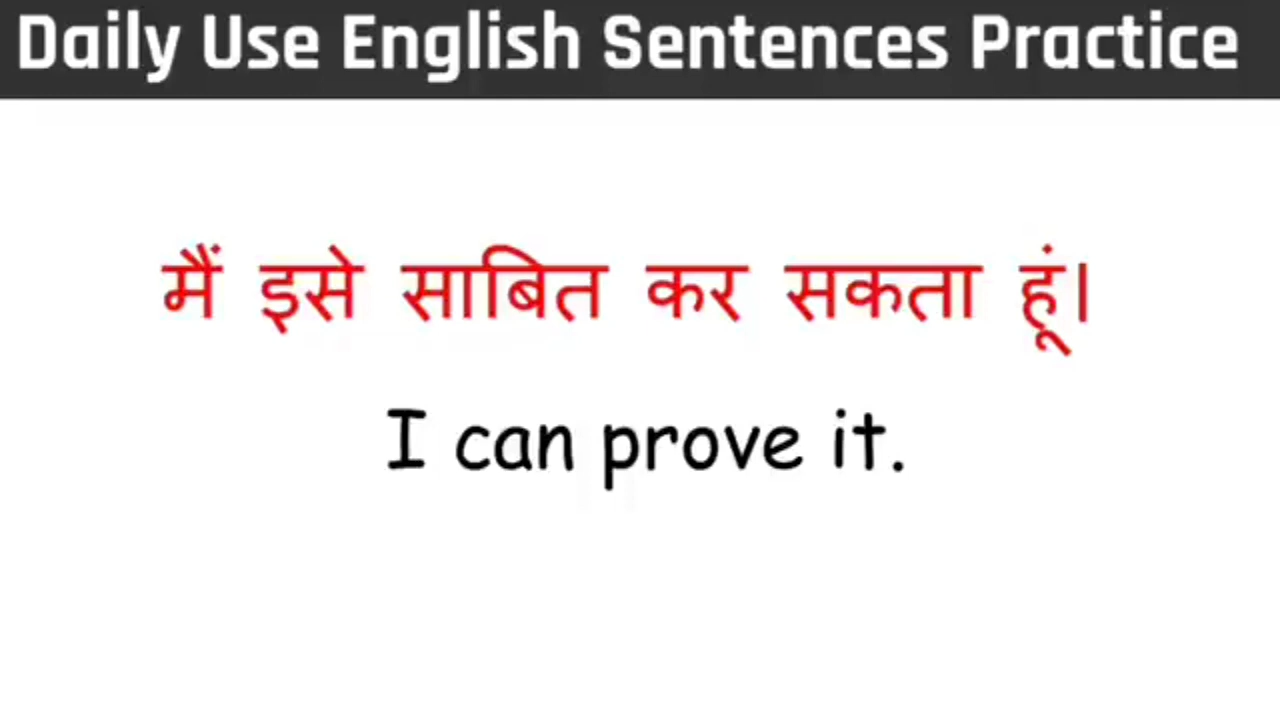 Daily Use English Sentences Practice
मैं इसे साबित कर सकता हूं।
I can prove it.